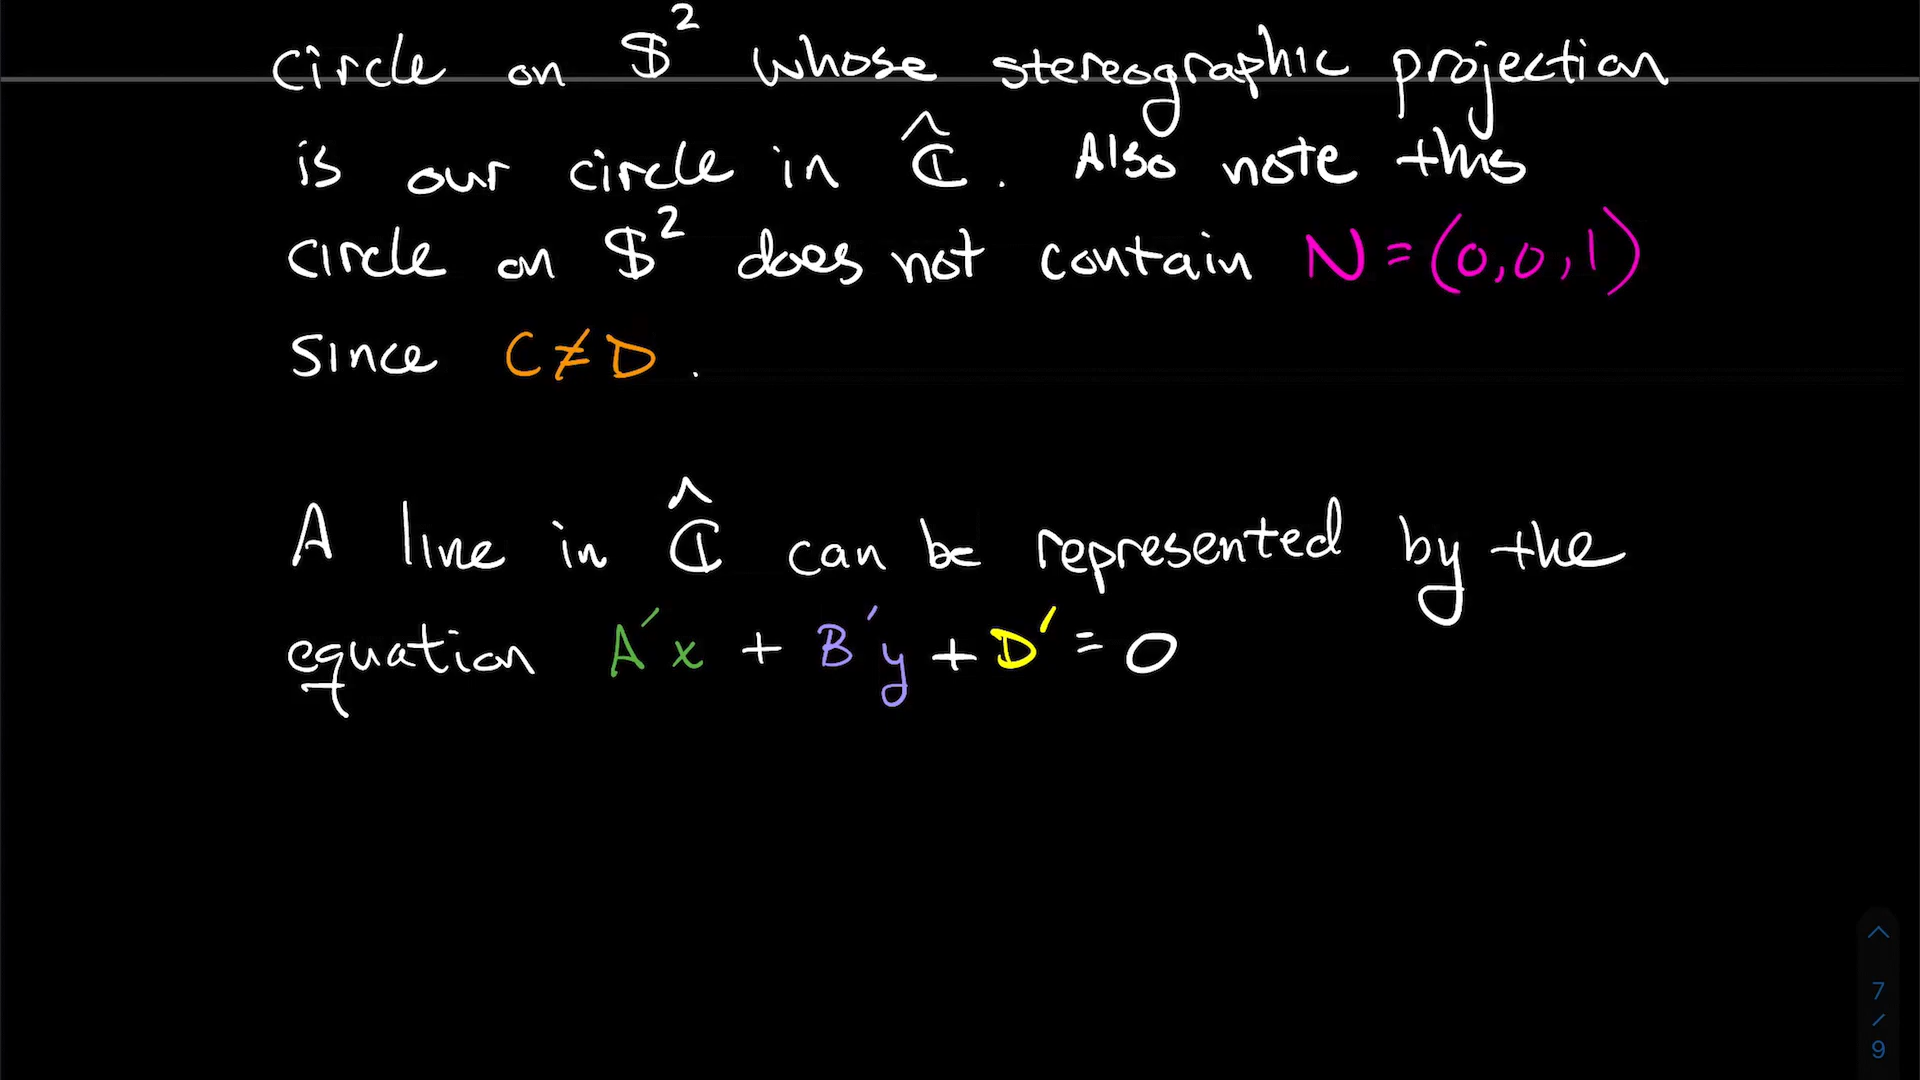 circle on 𝕊² whose stereographic projection
is our circle in ℂ̂. Also note this
circle on 𝕊² does not contain N = (0,0,1)
since C≠D.
A line in ℂ̂ can be represented by the
equation A′x + B′y + D′ = 0
7
/
9